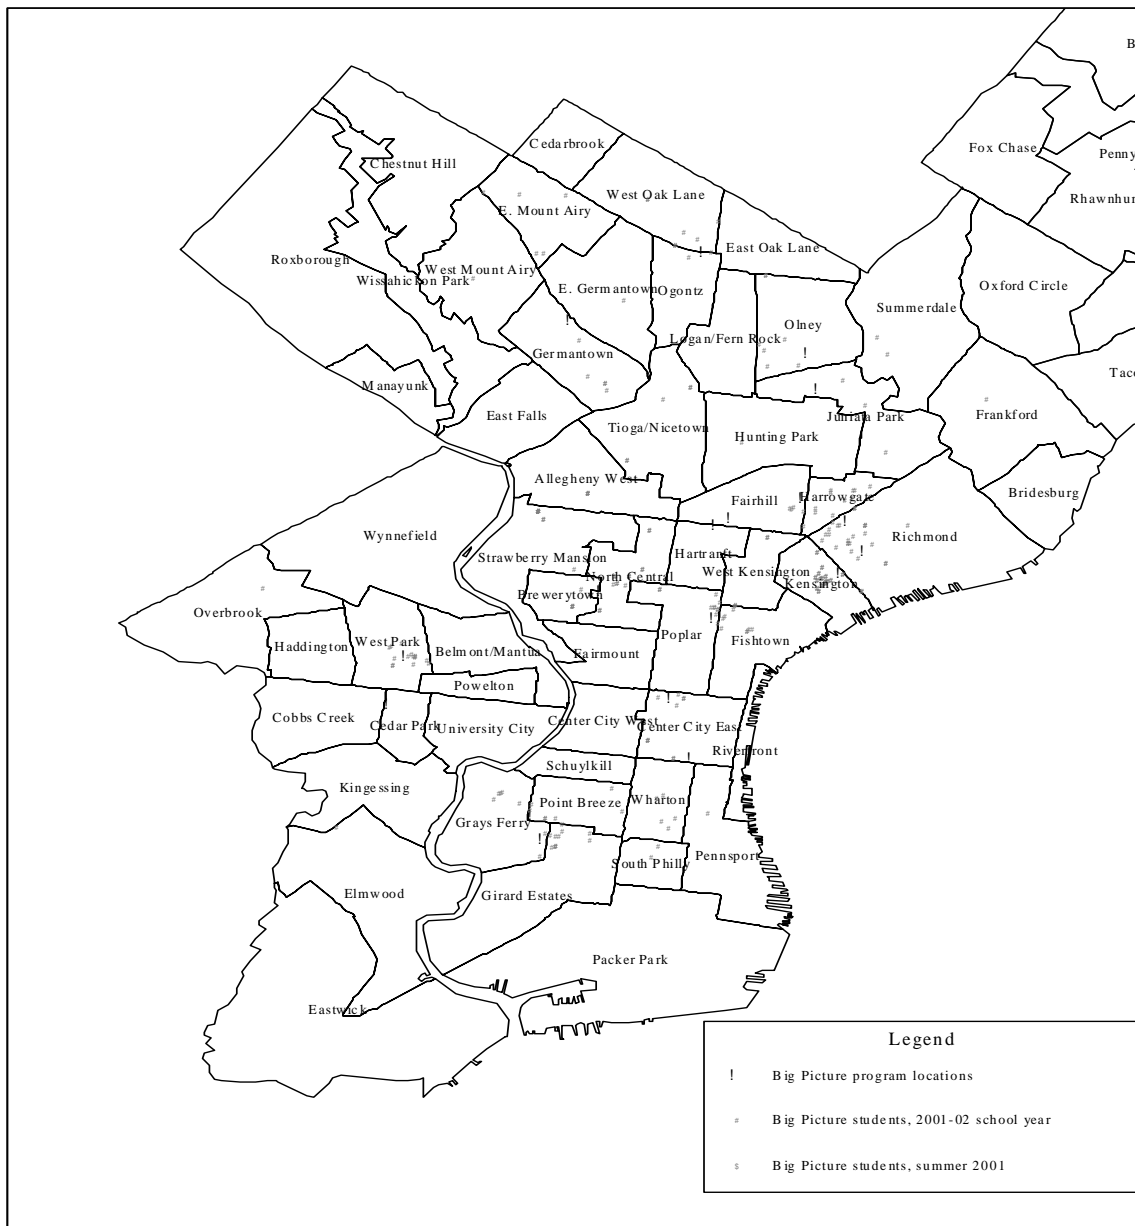 B
Fox Chase
Penny
Rhawnhur
Cedarbrook
Chestnut Hill
West Oak Lane
E. Mount Airy
East Oak Lane
Roxborough
West Mount Airy
Wissahickon Park
E. Germantown
Ogontz
Oxford Circle
Summerdale
Olney
Logan/Fern Rock
Germantown
Manayunk
Taco
East Falls
Juniata Park
Frankford
Tioga/Nicetown
Hunting Park
Allegheny West
Fairhill
Harrowgate
Bridesburg
Wynnefield
Richmond
Strawberry Mansion
Hartranft
North Central
West Kensington
Kensington
Brewerytown
Overbrook
Haddington
West Park
Belmont/Mantua
Fairmount
Poplar
Fishtown
Powelton
Cobbs Creek
Cedar Park
University City
Center City West
Center City East
Riverfront
Schuylkill
Kingessing
Point Breeze
Wharton
Grays Ferry
South Philly
Pennsport
Elmwood
Girard Estates
Packer Park
Eastwick
Legend
! Big Picture program locations
# Big Picture students, 2001-02 school year
$ Big Picture students, summer 2001